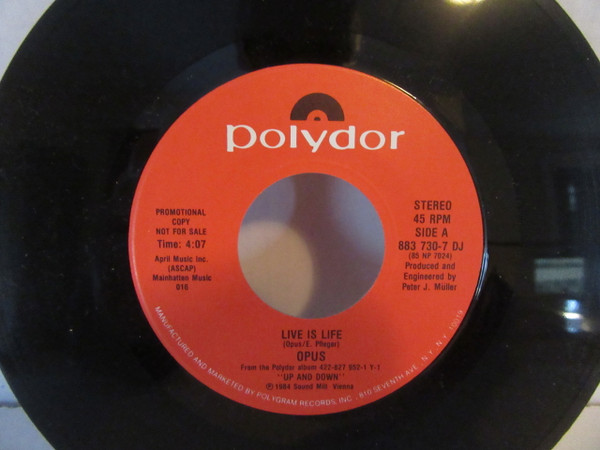 polydor
PROMOTIONAL
COPY
NOT FOR SALE
Time: 4:07
April Music Inc.
(ASCAP)
Mainhatten Music
016
STEREO
45 RPM
SIDE A
883 730-7 DJ
(85 NP 7024)
Produced and
Engineered by
Peter J. Müller
LIVE IS LIFE
(Opus/E. Pfleger)
OPUS
From the Polydor album 422-827 952-1 Y-1
"UP AND DOWN"
℗ 1984 Sound Mill Vienna
MANUFACTURED AND MARKETED BY POLYGRAM RECORDS, INC., 810 SEVENTH AVE., N.Y., N.Y. 10019